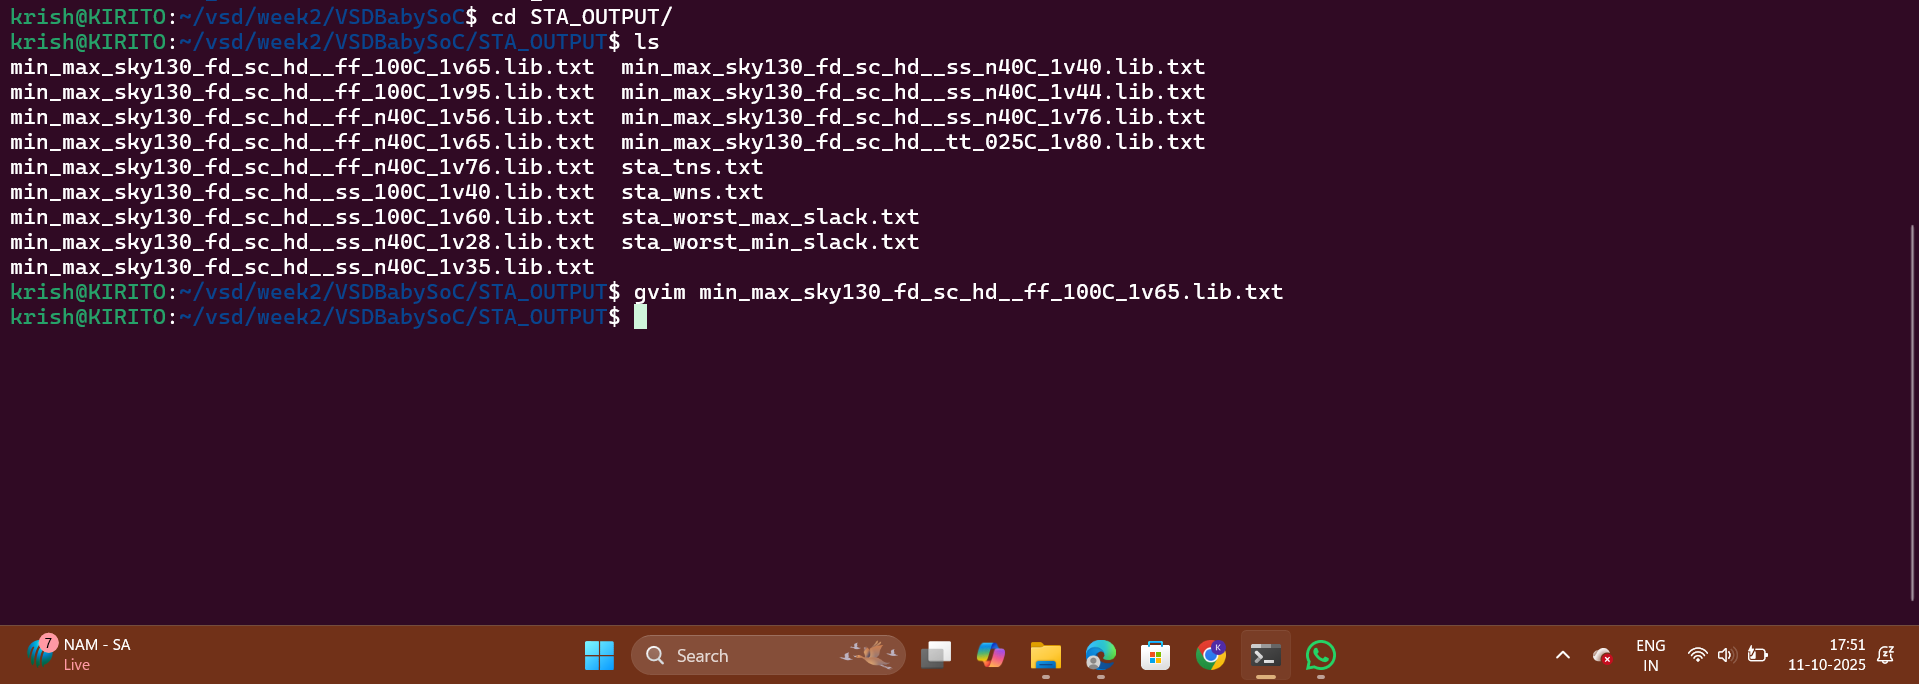 krish@KIRITO:~/vsd/week2/VSDBabySoC$ cd STA_OUTPUT/
krish@KIRITO:~/vsd/week2/VSDBabySoC/STA_OUTPUT$ ls
min_max_sky130_fd_sc_hd__ff_100C_1v65.lib.txt  min_max_sky130_fd_sc_hd__ss_n40C_1v40.lib.txt
min_max_sky130_fd_sc_hd__ff_100C_1v95.lib.txt  min_max_sky130_fd_sc_hd__ss_n40C_1v44.lib.txt
min_max_sky130_fd_sc_hd__ff_n40C_1v56.lib.txt  min_max_sky130_fd_sc_hd__ss_n40C_1v76.lib.txt
min_max_sky130_fd_sc_hd__ff_n40C_1v65.lib.txt  min_max_sky130_fd_sc_hd__tt_025C_1v80.lib.txt
min_max_sky130_fd_sc_hd__ff_n40C_1v76.lib.txt  sta_tns.txt
min_max_sky130_fd_sc_hd__ss_100C_1v40.lib.txt  sta_wns.txt
min_max_sky130_fd_sc_hd__ss_100C_1v60.lib.txt  sta_worst_max_slack.txt
min_max_sky130_fd_sc_hd__ss_n40C_1v28.lib.txt  sta_worst_min_slack.txt
min_max_sky130_fd_sc_hd__ss_n40C_1v35.lib.txt
krish@KIRITO:~/vsd/week2/VSDBabySoC/STA_OUTPUT$ gvim min_max_sky130_fd_sc_hd__ff_100C_1v65.lib.txt
krish@KIRITO:~/vsd/week2/VSDBabySoC/STA_OUTPUT$
7 NAM - SA
Live
Search
K
ENG
IN
17:51
11-10-2025